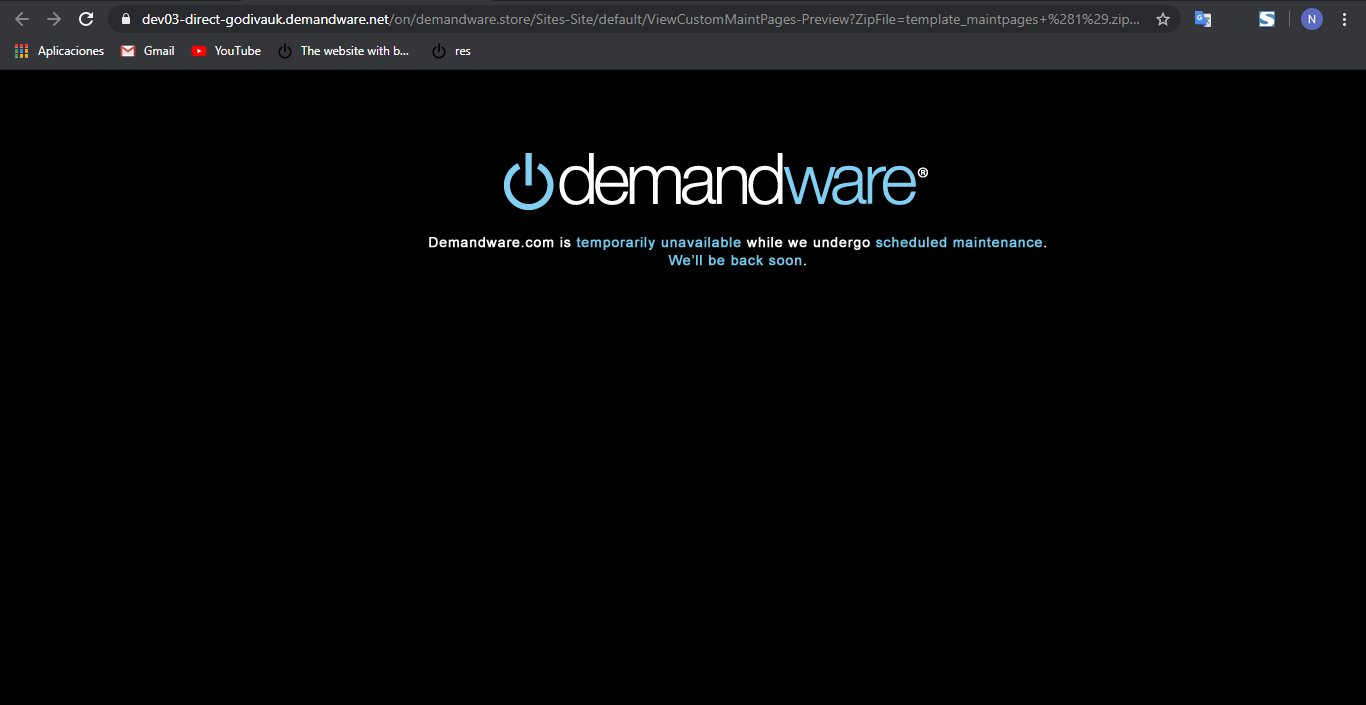 dev03-direct-godivauk.demandware.net/on/demandware.store/Sites-Site/default/ViewCustomMaintPages-Preview?ZipFile=template_maintpages+%281%29.zip...
N
Aplicaciones Gmail YouTube The website with b... res
demandware®
Demandware.com is temporarily unavailable while we undergo scheduled maintenance.
We'll be back soon.